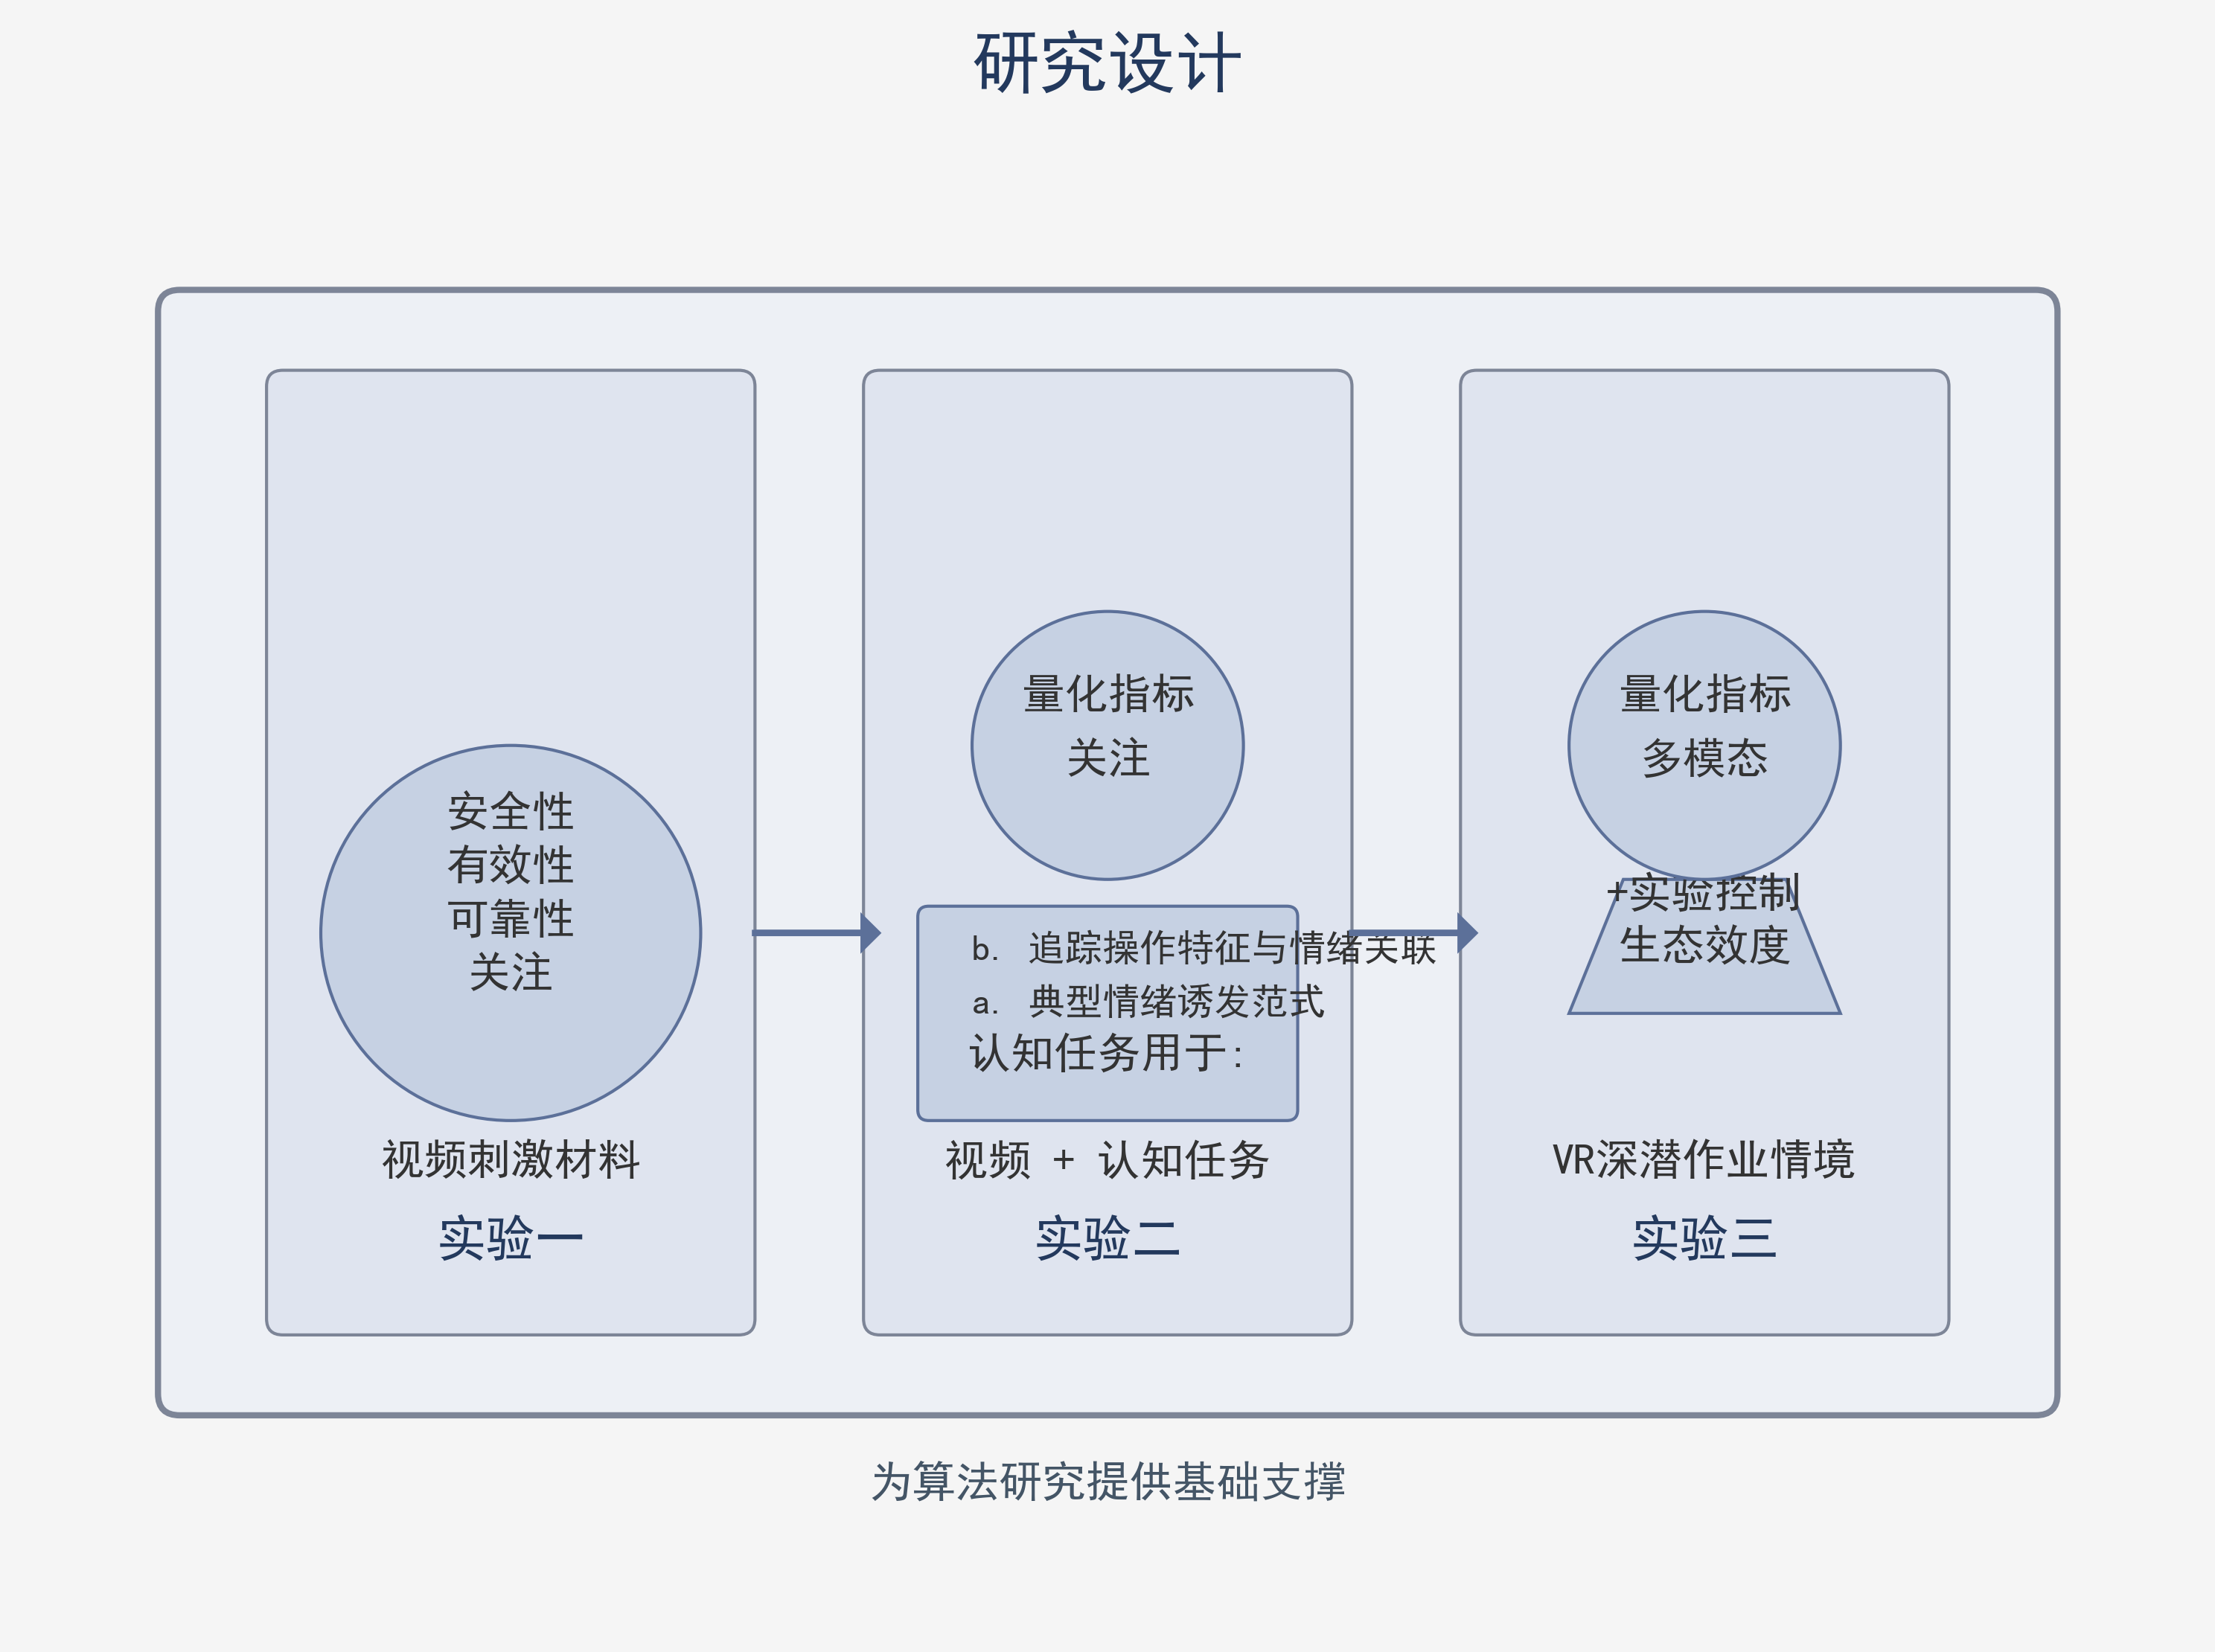 研究设计
安全性
有效性
可靠性
关注
视频刺激材料
实验一
量化指标
关注
b. 追踪操作特征与情绪关联
a. 典型情绪诱发范式
认知任务用于:
视频 + 认知任务
实验二
量化指标
多模态
+实验控制
生态效度
VR深潜作业情境
实验三
为算法研究提供基础支撑